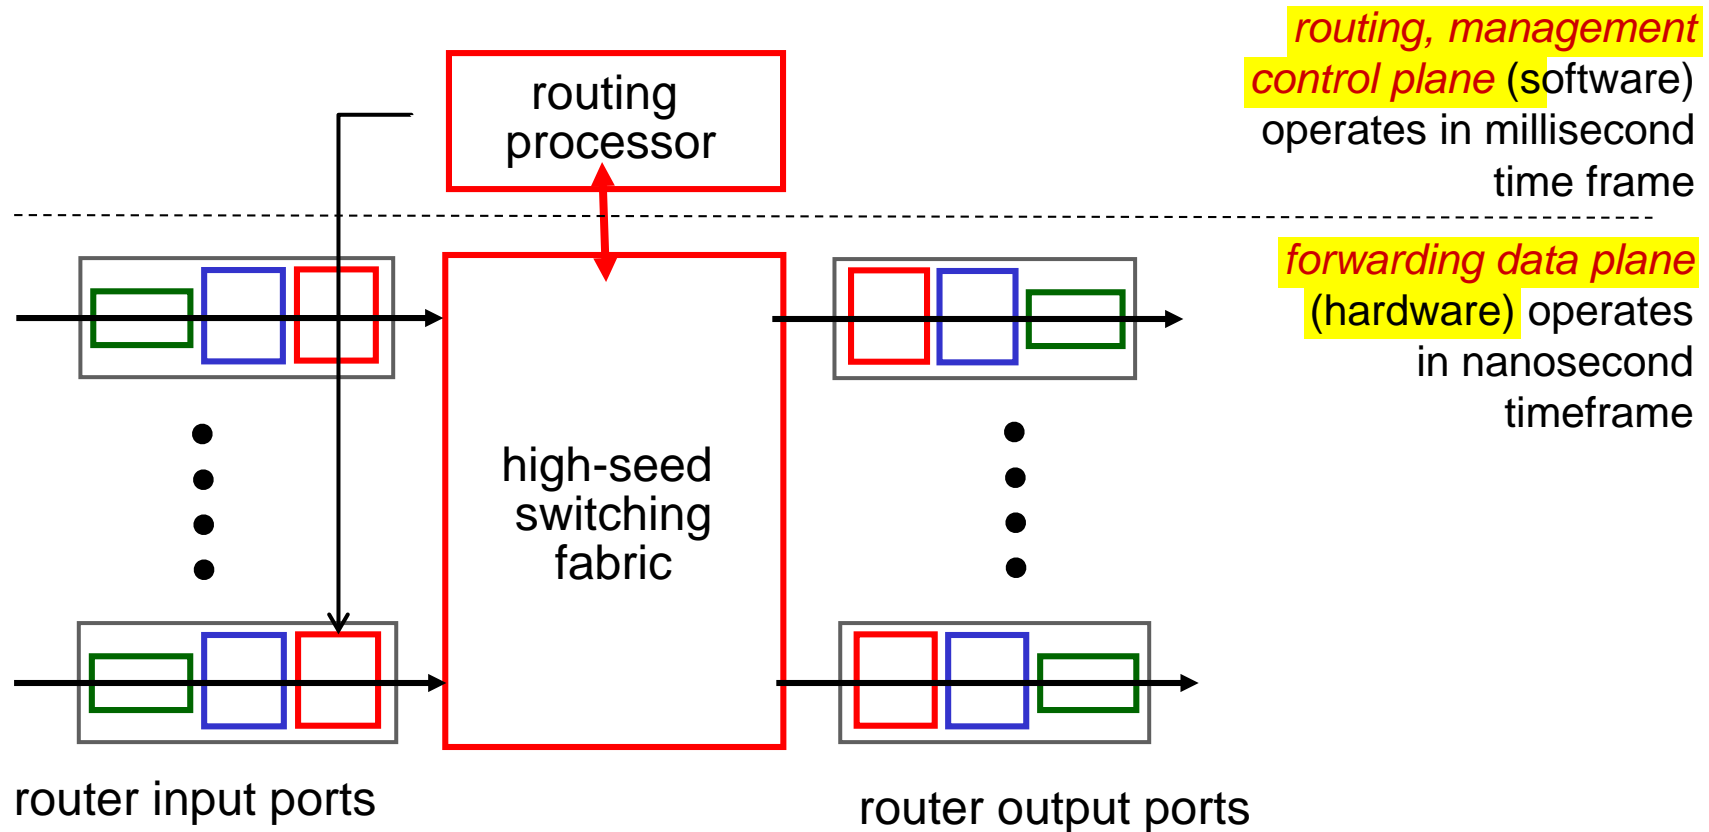 routing, management
control plane (software)
operates in millisecond
time frame
routing
processor
forwarding data plane
(hardware) operates
in nanosecond
timeframe
high-seed
switching
fabric
router input ports
router output ports